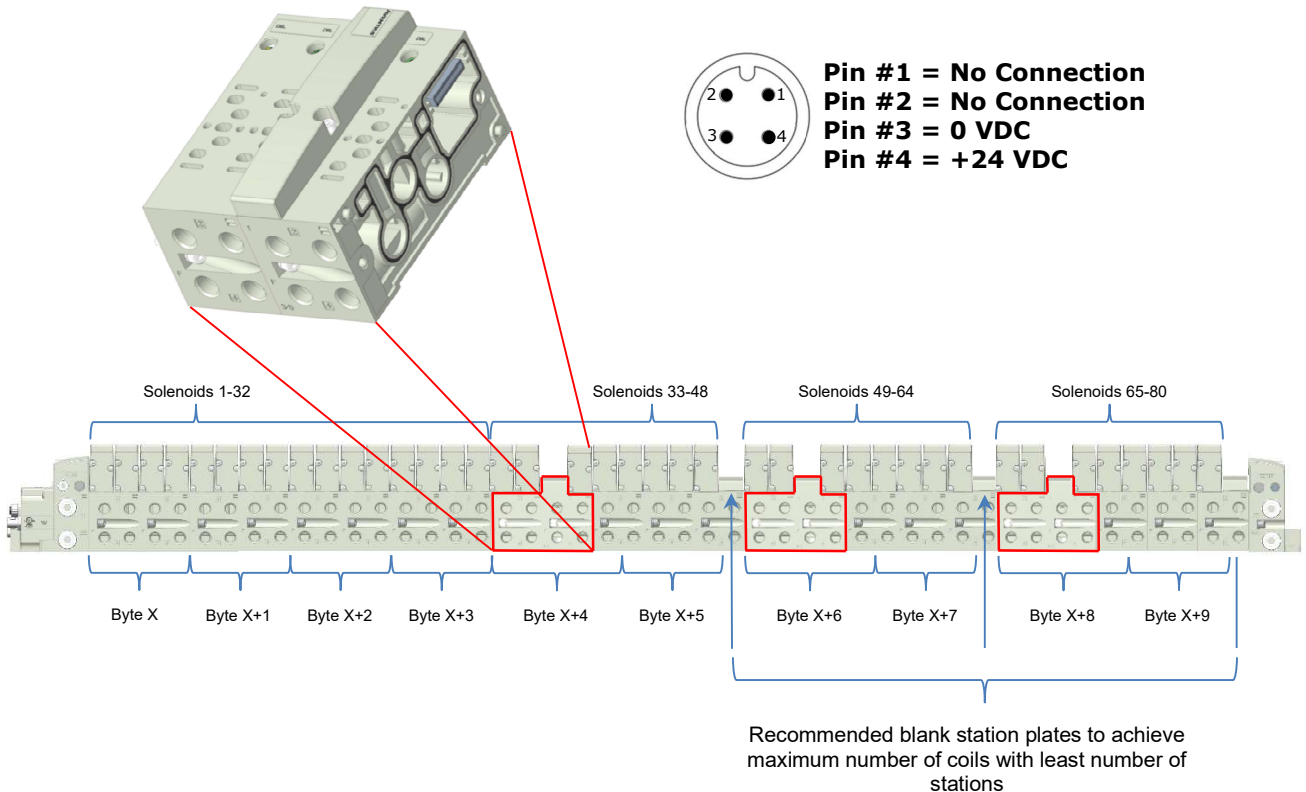 2 1
3 4
Pin #1 = No Connection
Pin #2 = No Connection
Pin #3 = 0 VDC
Pin #4 = +24 VDC
Solenoids 1-32
Solenoids 33-48
Solenoids 49-64
Solenoids 65-80
Byte X
Byte X+1
Byte X+2
Byte X+3
Byte X+4
Byte X+5
Byte X+6
Byte X+7
Byte X+8
Byte X+9
Recommended blank station plates to achieve
maximum number of coils with least number of
stations